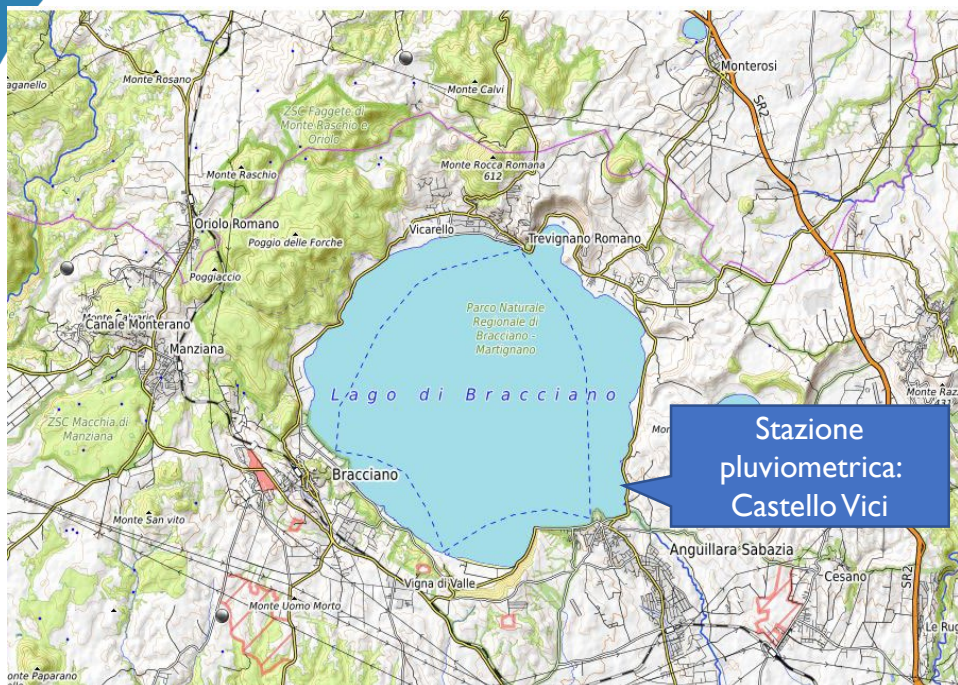 Monterosi
Monte Rosano
Monte Calvi
SR2
ZSC Faggete di
Monte Raschio e
Oriolo
Monte Rocca Romana
612
Monte Raschio
Oriolo Romano
Vicarello
Trevignano Romano
Poggio delle Forche
Poggiaccio
Parco Naturale
Regionale di
Bracciano -
Martignano
Canale Monterano
Manziana
Lago di Bracciano
ZSC Macchia di
Manziana
Stazione
pluviometrica:
Castello Vici
Bracciano
Monte San vito
Anguillara Sabazia
Vigna di Valle
Cesano
SR2
Monte Uomo Morto